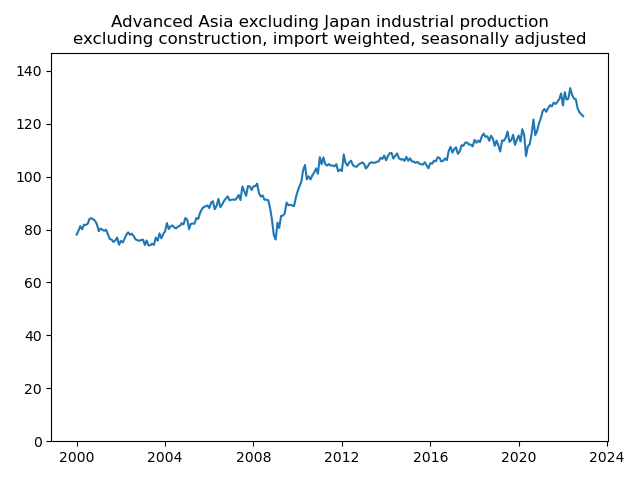 Advanced Asia excluding Japan industrial production
excluding construction, import weighted, seasonally adjusted
140
120
100
80
60
40
20
0
2000 2004 2008 2012 2016 2020 2024